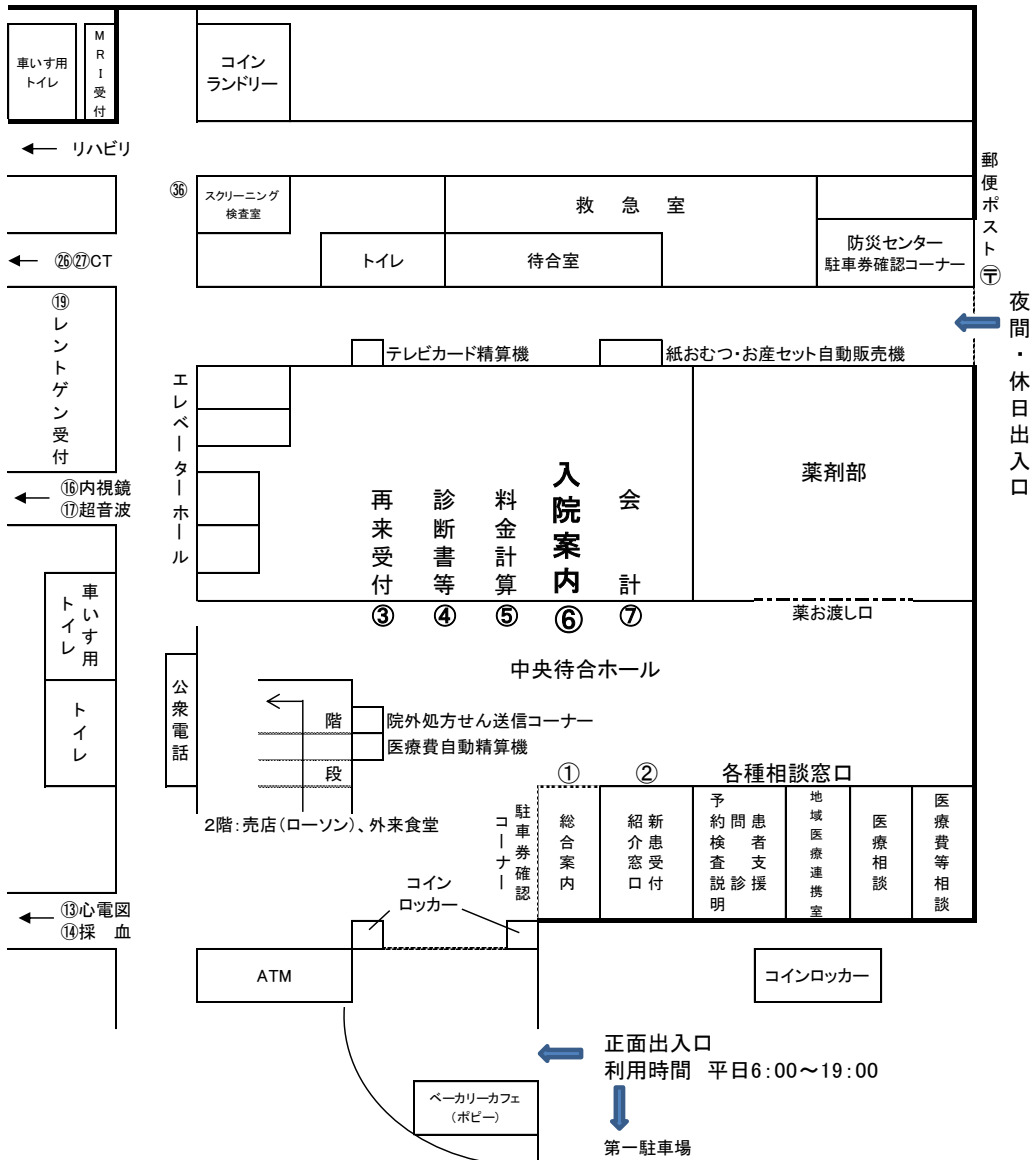 車いす用
トイレ
MRI受付
コイン
ランドリー
← リハビリ
㊱
スクリーニング
検査室
救 急 室
郵便ポスト〒
← ㉖㉗CT
トイレ
待合室
防災センター
駐車券確認コーナー
夜間・休日出入口
⑲レントゲン受付
テレビカード精算機
紙おむつ・お産セット自動販売機
エレベーターホール
薬剤部
← ⑯内視鏡
⑰超音波
再来受付③
診断書等④
料金計算⑤
入院案内⑥
会 計⑦
薬お渡し口
車いす用
トイレ
中央待合ホール
公衆電話
トイレ
階段
院外処方せん送信コーナー
医療費自動精算機
① ② 各種相談窓口
2階:売店(ローソン)、外来食堂
駐車券確認
コーナー
総合案内
新患受付
紹介窓口
患者支援
問 診
予約検査説明
地域医療連携室
医療相談
医療費等相談
コイン
ロッカー
← ⑬心電図
⑭採 血
ATM
コインロッカー
正面出入口
利用時間 平日6:00~19:00
ベーカリーカフェ
(ポピー)
第一駐車場